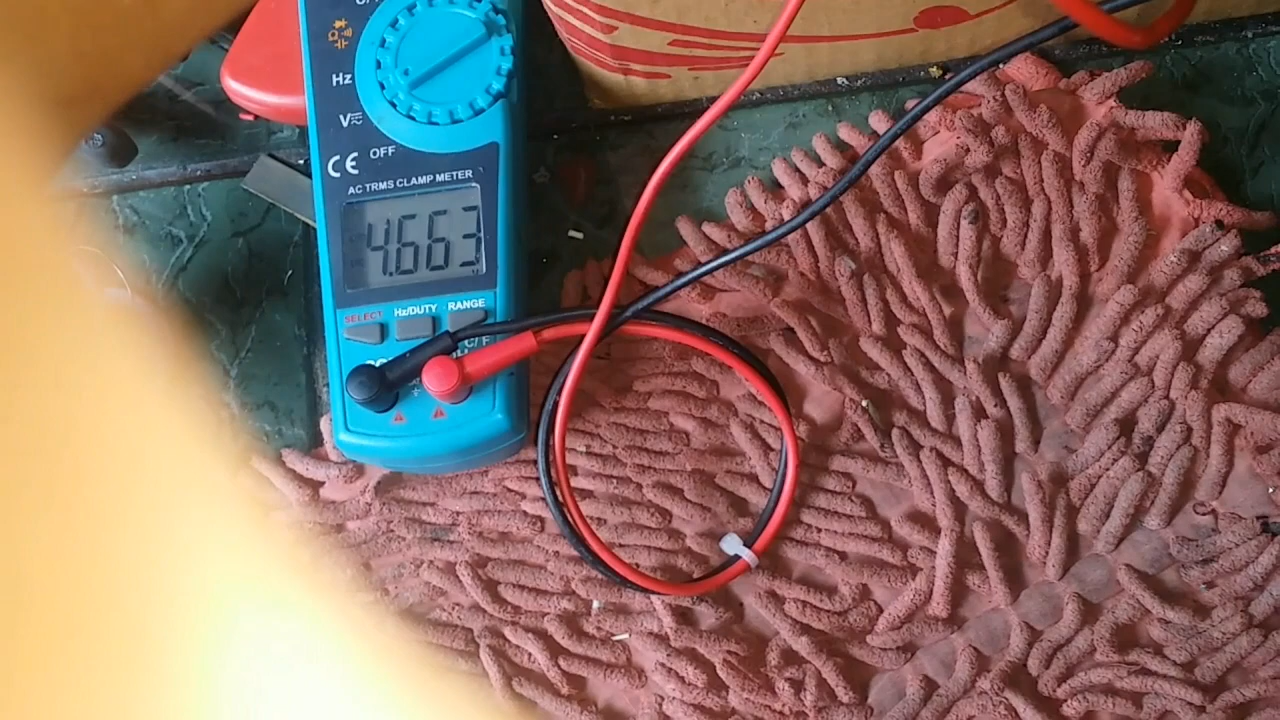 Hz
V
CE
OFF
AC TRMS CLAMP METER
4.663
V
SELECT
Hz/DUTY
RANGE